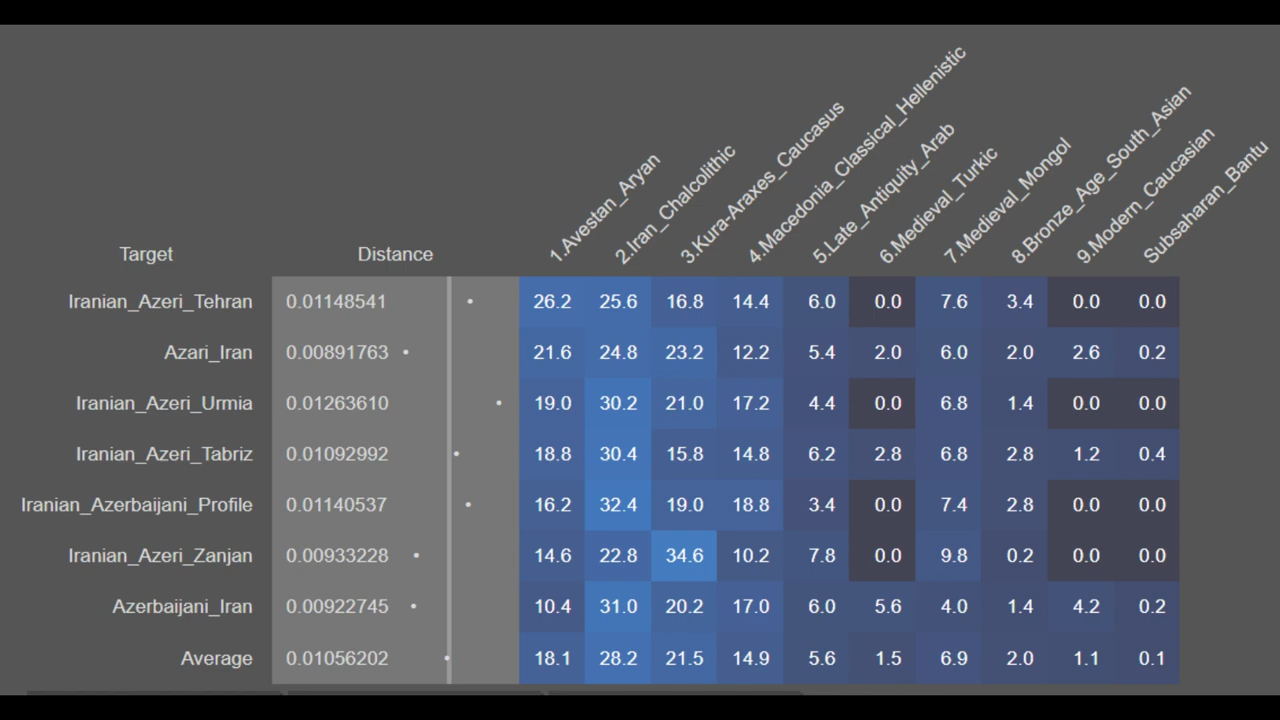 Target Distance 1.Avestan_Aryan 2.Iran_Chalcolithic 3.Kura-Araxes_Caucasus 4.Macedonia_Classical_Hellenistic 5.Late_Antiquity_Arab 6.Medieval_Turkic 7.Medieval_Mongol 8.Bronze_Age_South_Asian 9.Modern_Caucasian Subsaharan_Bantu
Iranian_Azeri_Tehran 0.01148541 26.2 25.6 16.8 14.4 6.0 0.0 7.6 3.4 0.0 0.0
Azari_Iran 0.00891763 21.6 24.8 23.2 12.2 5.4 2.0 6.0 2.0 2.6 0.2
Iranian_Azeri_Urmia 0.01263610 19.0 30.2 21.0 17.2 4.4 0.0 6.8 1.4 0.0 0.0
Iranian_Azeri_Tabriz 0.01092992 18.8 30.4 15.8 14.8 6.2 2.8 6.8 2.8 1.2 0.4
Iranian_Azerbaijani_Profile 0.01140537 16.2 32.4 19.0 18.8 3.4 0.0 7.4 2.8 0.0 0.0
Iranian_Azeri_Zanjan 0.00933228 14.6 22.8 34.6 10.2 7.8 0.0 9.8 0.2 0.0 0.0
Azerbaijani_Iran 0.00922745 10.4 31.0 20.2 17.0 6.0 5.6 4.0 1.4 4.2 0.2
Average 0.01056202 18.1 28.2 21.5 14.9 5.6 1.5 6.9 2.0 1.1 0.1